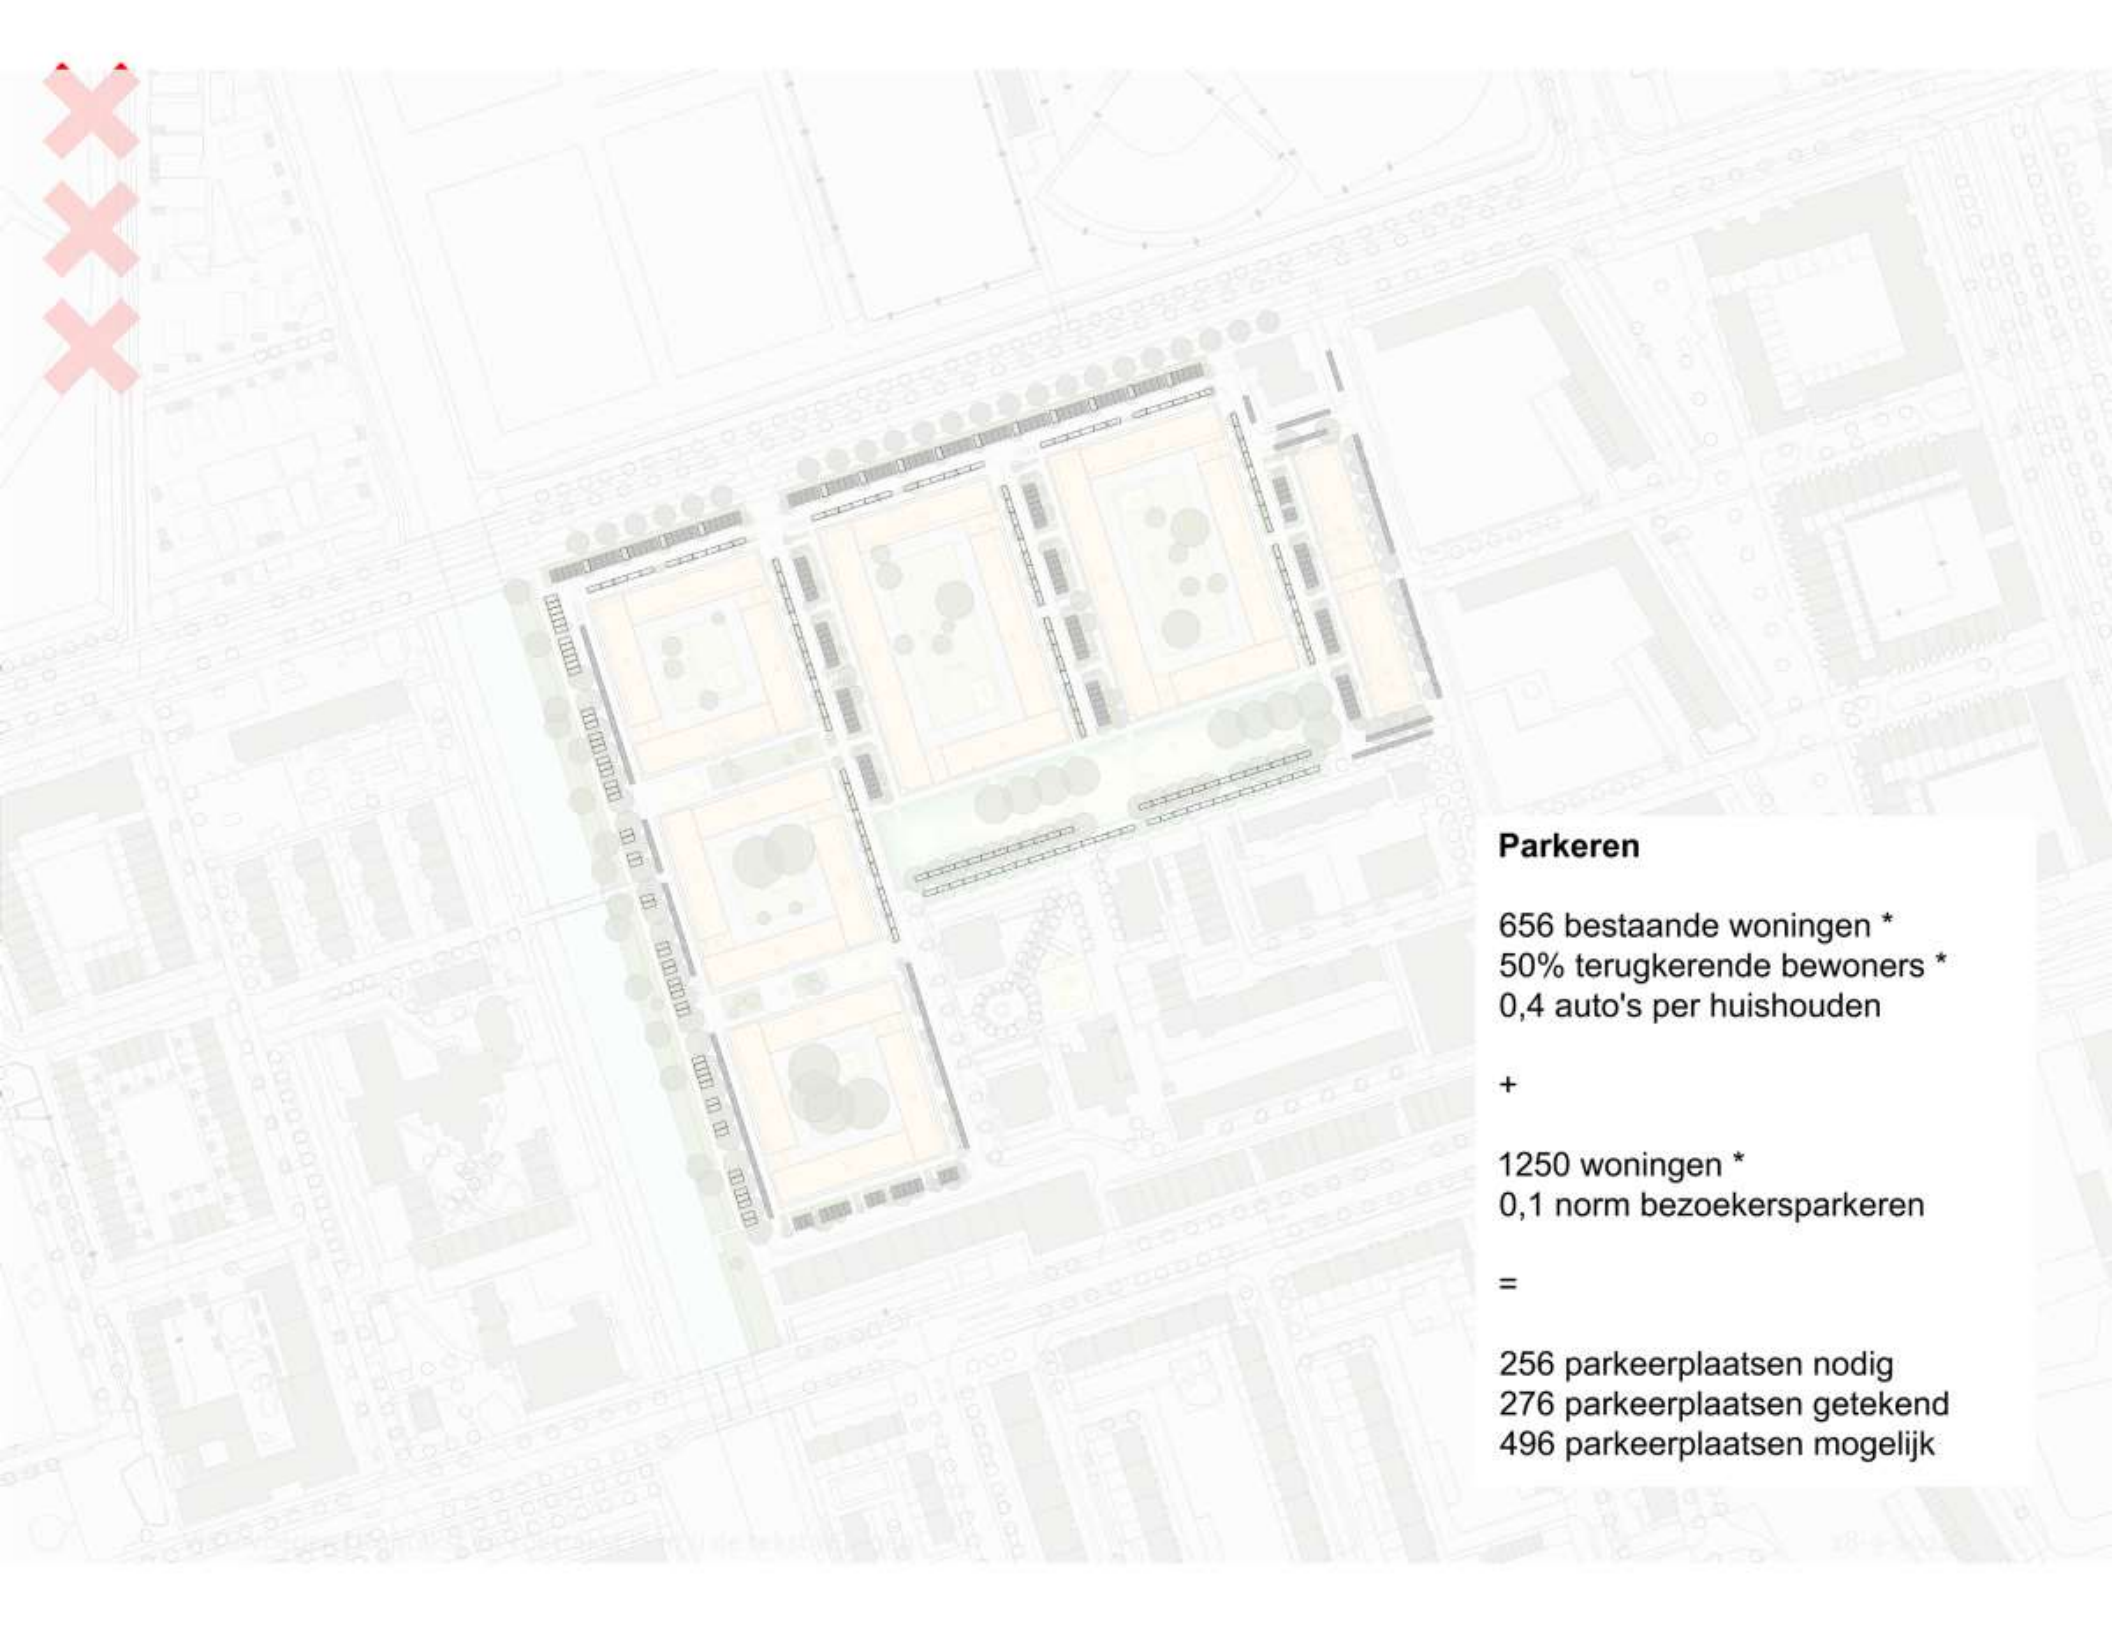 Parkeren
656 bestaande woningen *
50% terugkerende bewoners *
0,4 auto's per huishouden
+
1250 woningen *
0,1 norm bezoekersparkeren
=
256 parkeerplaatsen nodig
276 parkeerplaatsen getekend
496 parkeerplaatsen mogelijk